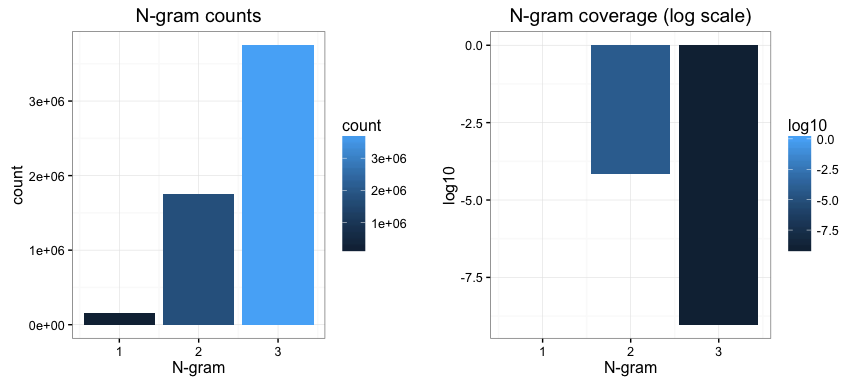 N-gram counts
count
3e+06
2e+06
1e+06
0e+00
1 2 3
N-gram
count
3e+06
2e+06
1e+06
N-gram coverage (log scale)
log10
0.0
-2.5
-5.0
-7.5
1 2 3
N-gram
log10
0.0
-2.5
-5.0
-7.5